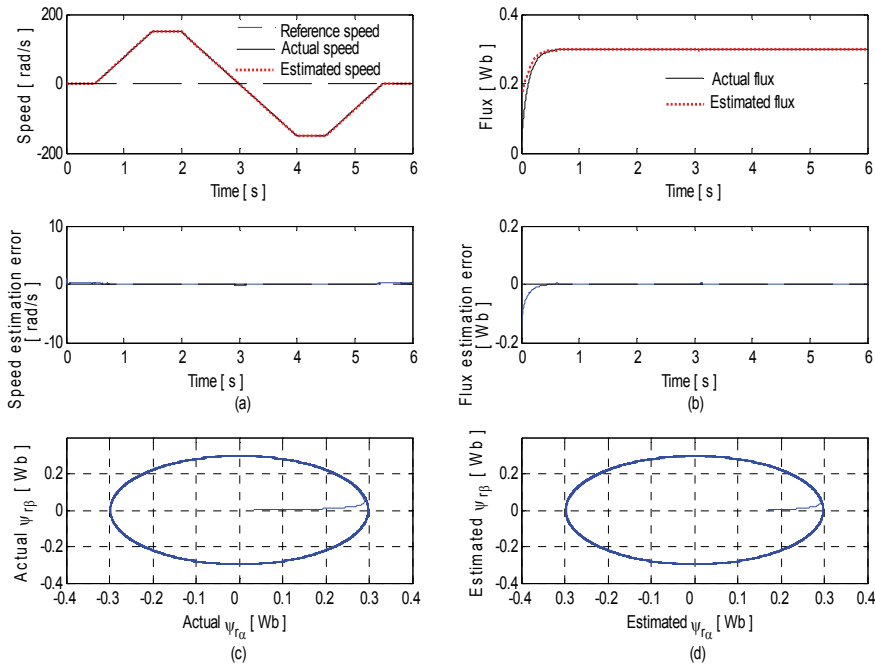 200
0
-200
Speed [ rad/s]
Reference speed
Actual speed
Estimated speed
0 1 2 3 4 5 6
Time [ s ]
0.4
0.2
0
Flux [ Wb]
Actual flux
Estimated flux
0 1 2 3 4 5 6
Time [ s ]
10
0
-10
Speed estimation error
[ rad/s]
0 1 2 3 4 5 6
Time [ s ]
(a)
0.2
0
-0.2
Flux estimation error
[ Wb]
0 1 2 3 4 5 6
Time [ s ]
(b)
0.2
0
-0.2
-0.4
Actual ψrβ [ Wb]
-0.4 -0.3 -0.2 -0.1 0 0.1 0.2 0.3 0.4
Actual ψrα [ Wb]
(c)
0.2
0
-0.2
-0.4
Estimated ψrβ [ Wb]
-0.4 -0.3 -0.2 -0.1 0 0.1 0.2 0.3 0.4
Estimated ψrα [ Wb]
(d)